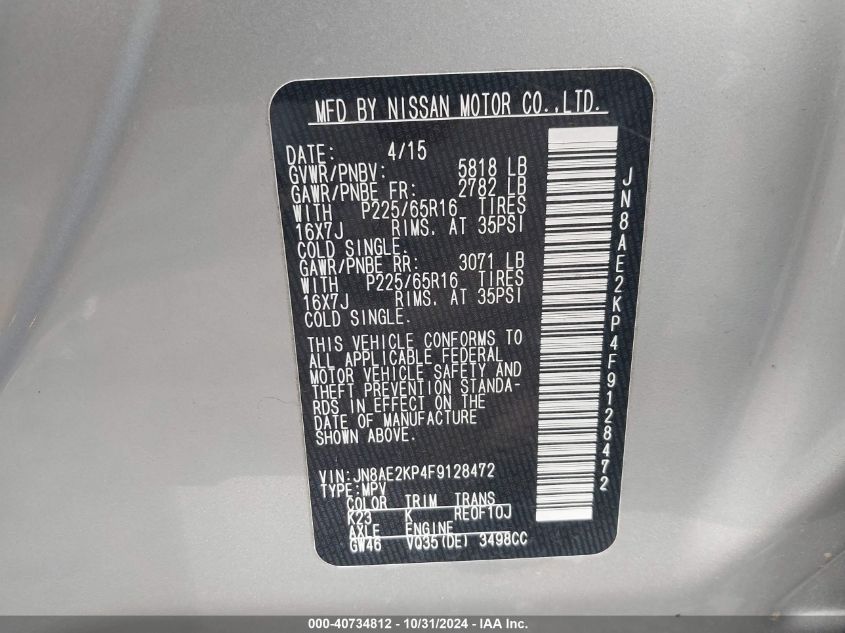 MFD BY NISSAN MOTOR CO.,LTD.
DATE: 4/15
GVWR/PNBV: 5818 LB
GAWR/PNBE FR: 2782 LB
WITH P225/65R16 TIRES
16X7J RIMS. AT 35PSI
COLD SINGLE.
GAWR/PNBE RR: 3071 LB
WITH P225/65R16 TIRES
16X7J RIMS. AT 35PSI
COLD SINGLE.
THIS VEHICLE CONFORMS TO
ALL APPLICABLE FEDERAL
MOTOR VEHICLE SAFETY AND
THEFT PREVENTION STANDA-
RDS IN EFFECT ON THE
DATE OF MANUFACTURE
SHOWN ABOVE.
VIN:JN8AE2KP4F9128472
TYPE:MPV
COLOR TRIM TRANS
K23 K RE0F10J
AXLE ENGINE
GW46 VQ35(DE) 3498CC
JN8AE2KP4F9128472
000-40734812 - 10/31/2024 - IAA Inc.